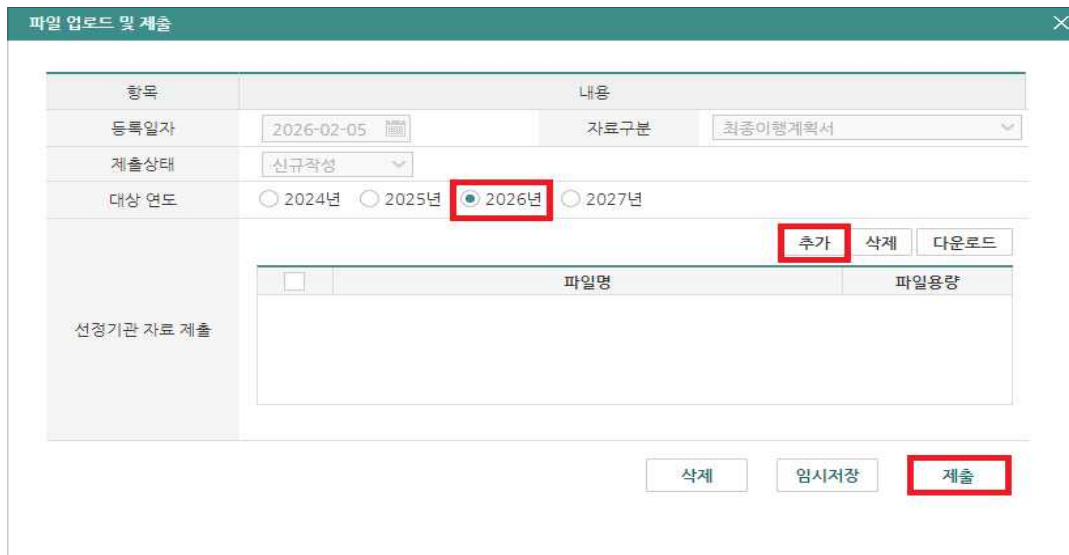 파일 업로드 및 제출
항목 내용
등록일자 2026-02-05 자료구분 최종이행계획서
제출상태 신규작성
대상 연도 2024년 2025년 2026년 2027년
추가 삭제 다운로드
파일명 파일용량
선정기관 자료 제출
삭제 임시저장 제출